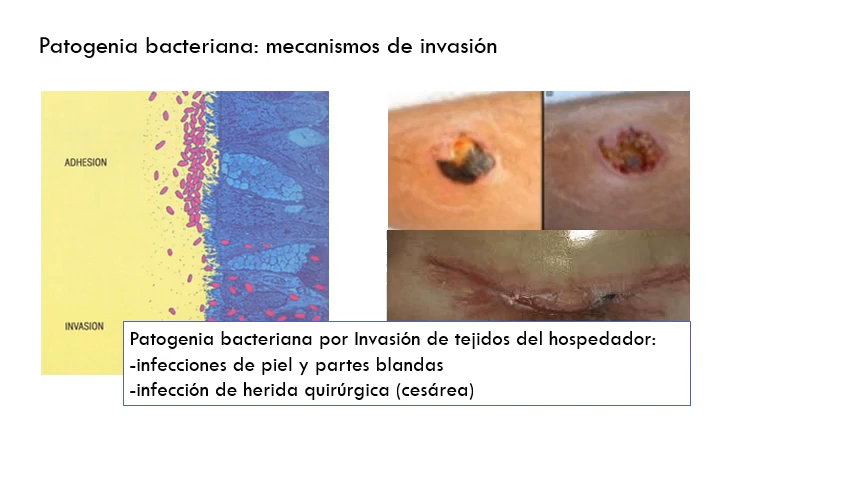 Patogenia bacteriana: mecanismos de invasión
ADHESION
INVASION
Patogenia bacteriana por Invasión de tejidos del hospedador:
-infecciones de piel y partes blandas
-infección de herida quirúrgica (cesárea)